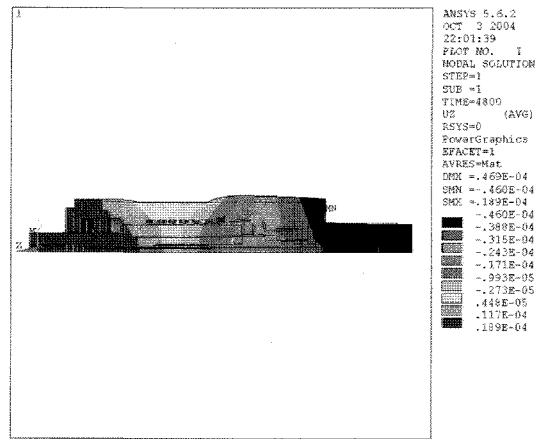 1
ANSYS 5.6.2
OCT 3 2004
22:01:39
PLOT NO. 1
NODAL SOLUTION
STEP=1
SUB =1
TIME=4800
UZ (AVG)
RSYS=0
PowerGraphics
EFACET=1
AVRES=Mat
DMX =.469E-04
SMN =-.460E-04
SMX =.189E-04
-.460E-04
-.388E-04
-.315E-04
-.243E-04
-.171E-04
-.993E-05
-.273E-05
.448E-05
.117E-04
.189E-04
MN
Z